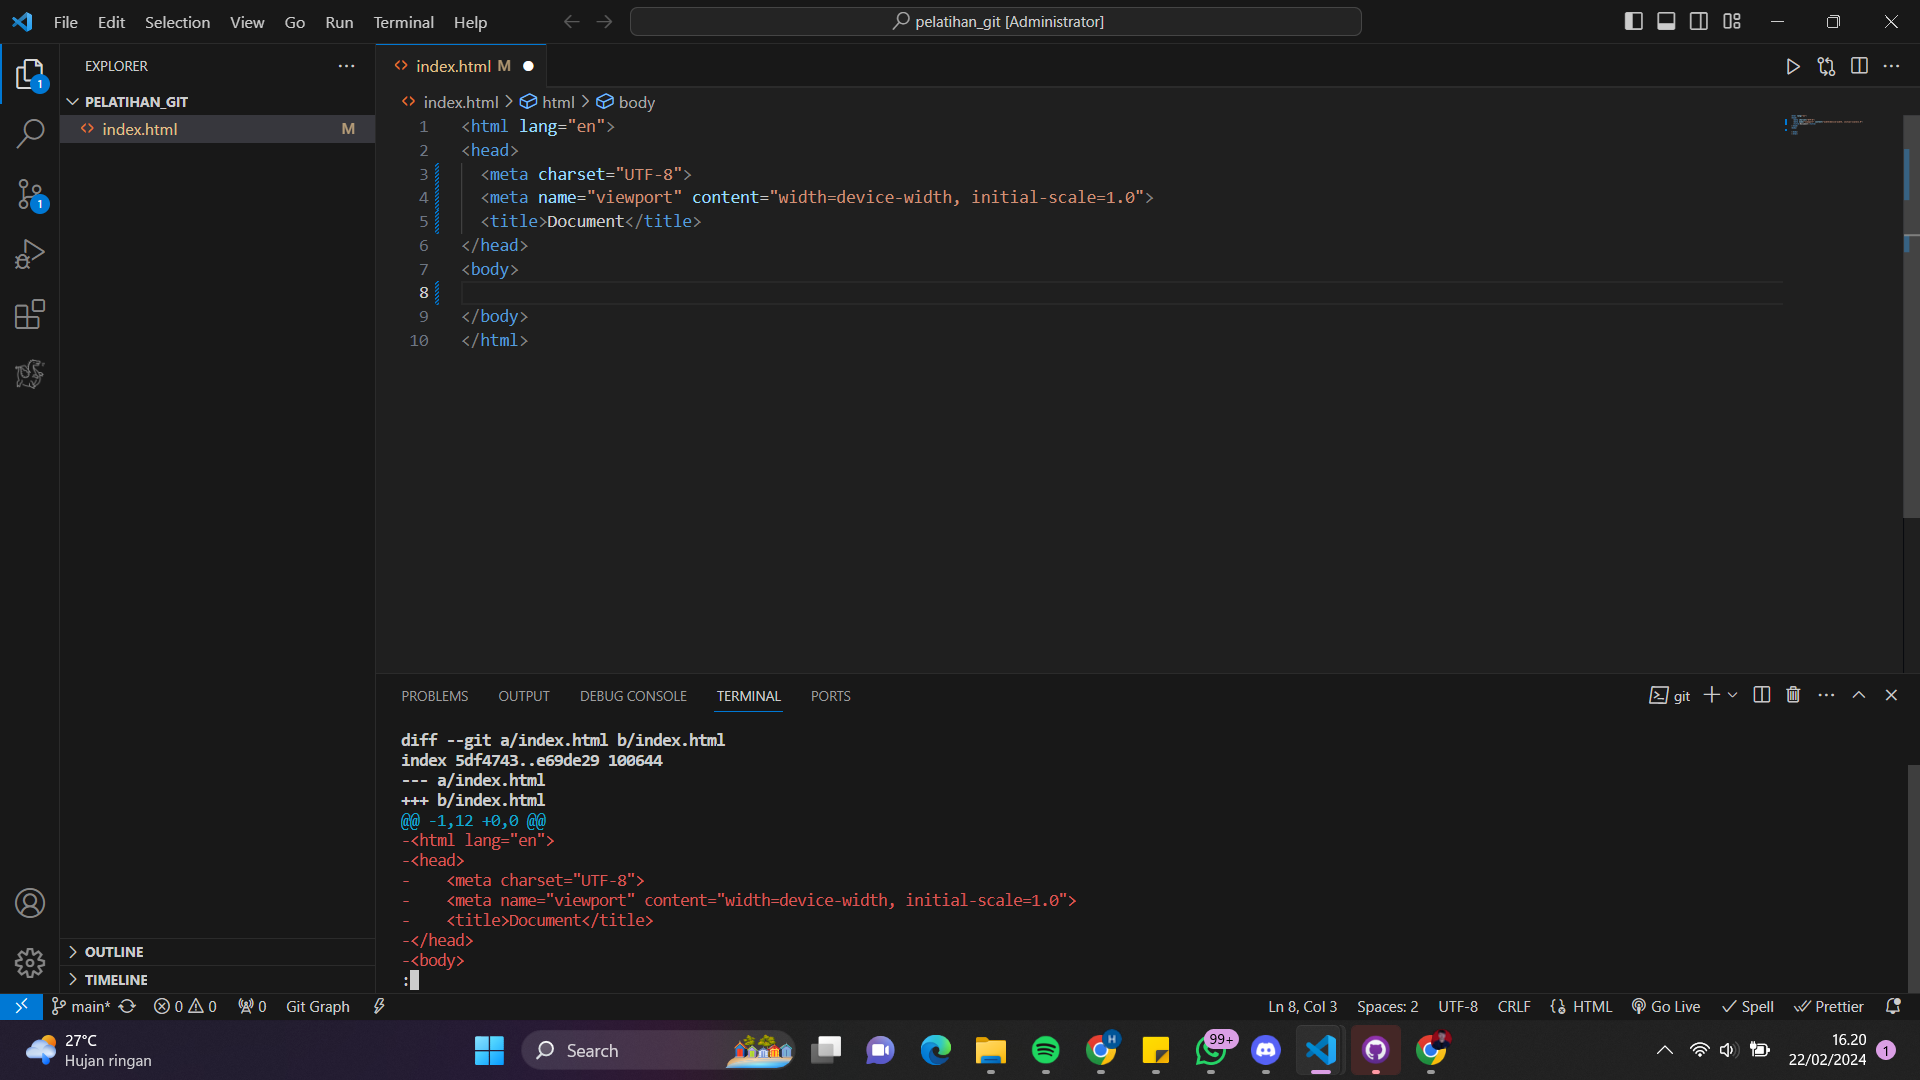 File Edit Selection View Go Run Terminal Help
pelatihan_git [Administrator]
EXPLORER
PELATIHAN_GIT
index.html M
OUTLINE
TIMELINE
1
1
index.html M
index.html > html > body
1 <html lang="en">
2 <head>
3 <meta charset="UTF-8">
4 <meta name="viewport" content="width=device-width, initial-scale=1.0">
5 <title>Document</title>
6 </head>
7 <body>
8
9 </body>
10 </html>
PROBLEMS OUTPUT DEBUG CONSOLE TERMINAL PORTS
git
diff --git a/index.html b/index.html
index 5df4743..e69de29 100644
--- a/index.html
+++ b/index.html
@@ -1,12 +0,0 @@
-<html lang="en">
-<head>
-    <meta charset="UTF-8">
-    <meta name="viewport" content="width=device-width, initial-scale=1.0">
-    <title>Document</title>
-</head>
-<body>
:
main* 0 0 0 Git Graph
Ln 8, Col 3 Spaces: 2 UTF-8 CRLF HTML Go Live Spell Prettier
27°C
Hujan ringan
Search
H
99+
16.20
22/02/2024
1